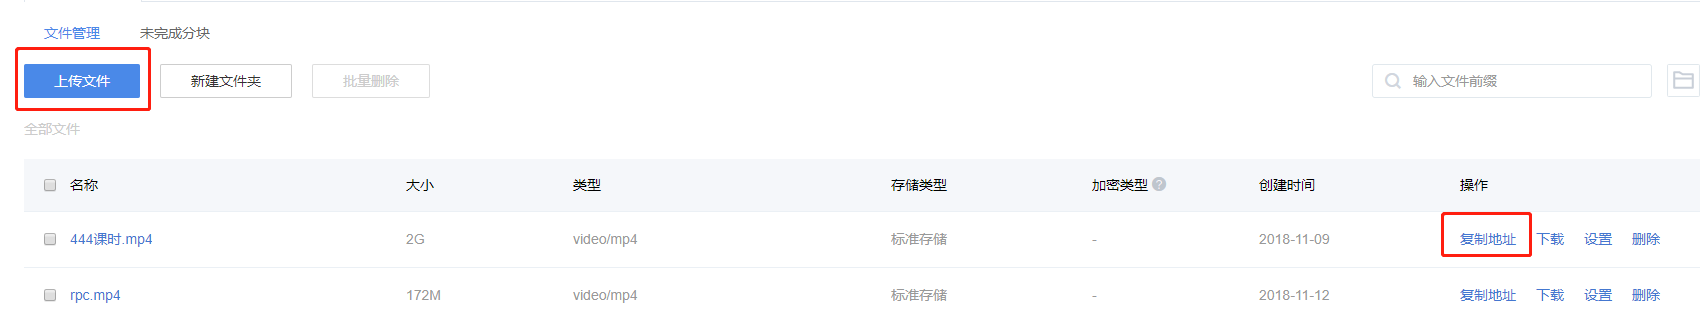 文件管理 未完成分块
上传文件 新建文件夹 批量删除 输入文件前缀
全部文件
名称 大小 类型 存储类型 加密类型 ? 创建时间 操作
444课时.mp4 2G video/mp4 标准存储 - 2018-11-09 复制地址 下载 设置 删除
rpc.mp4 172M video/mp4 标准存储 - 2018-11-12 复制地址 下载 设置 删除